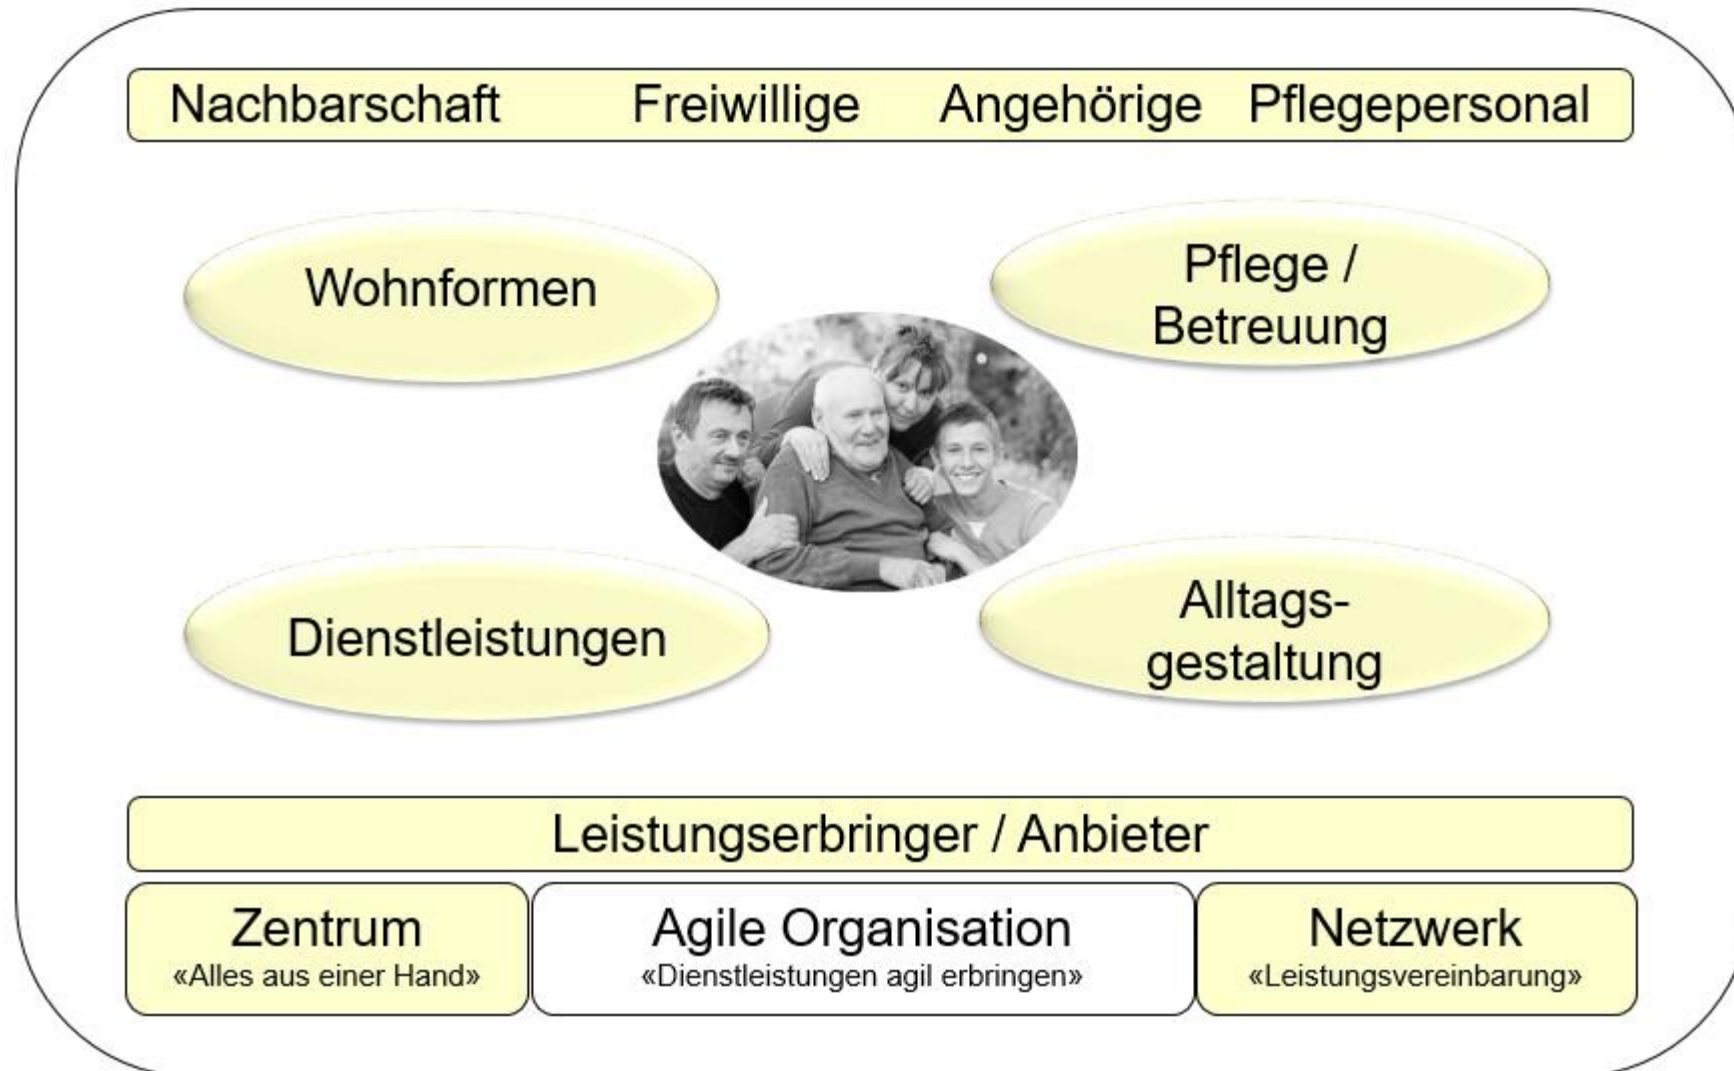 Nachbarschaft Freiwillige Angehörige Pflegepersonal
Wohnformen
Pflege /
Betreuung
Dienstleistungen
Alltags-
gestaltung
Leistungserbringer / Anbieter
Zentrum
«Alles aus einer Hand»
Agile Organisation
«Dienstleistungen agil erbringen»
Netzwerk
«Leistungsvereinbarung»